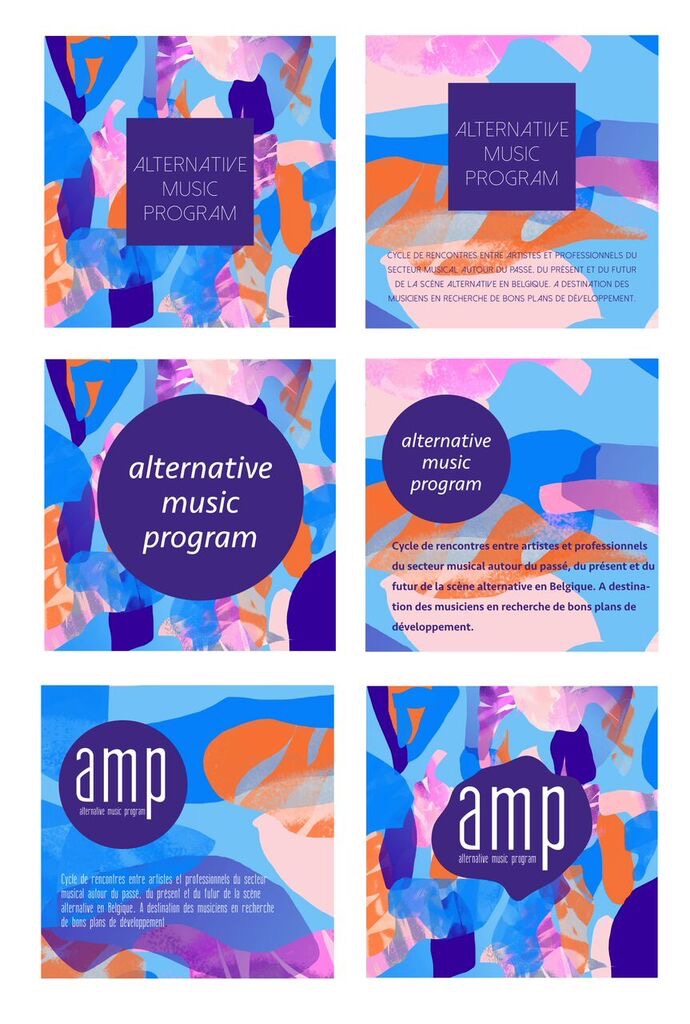 ALTERNATIVE
MUSIC
PROGRAM
ALTERNATIVE
MUSIC
PROGRAM
CYCLE DE RENCONTRES ENTRE ARTISTES ET PROFESSIONNELS DU
SECTEUR MUSICAL AUTOUR DU PASSE, DU PRÉSENT ET DU FUTUR
DE LA SCÈNE ALTERNATIVE EN BELGIQUE. A DESTINATION DES
MUSICIENS EN RECHERCHE DE BONS PLANS DE DÉVELOPPEMENT.
alternative
music
program
alternative
music
program
Cycle de rencontres entre artistes et professionnels
du secteur musical autour du passé, du présent et du
futur de la scène alternative en Belgique. A destina-
tion des musiciens en recherche de bons plans de
développement.
amp
alternative music program
Cycle de rencontres entre artistes et professionnels du secteur
musical autour du passé, du présent et du futur de la scène
alternative en Belgique. A destination des musiciens en recherche
de bons plans de développement.
amp
alternative music program